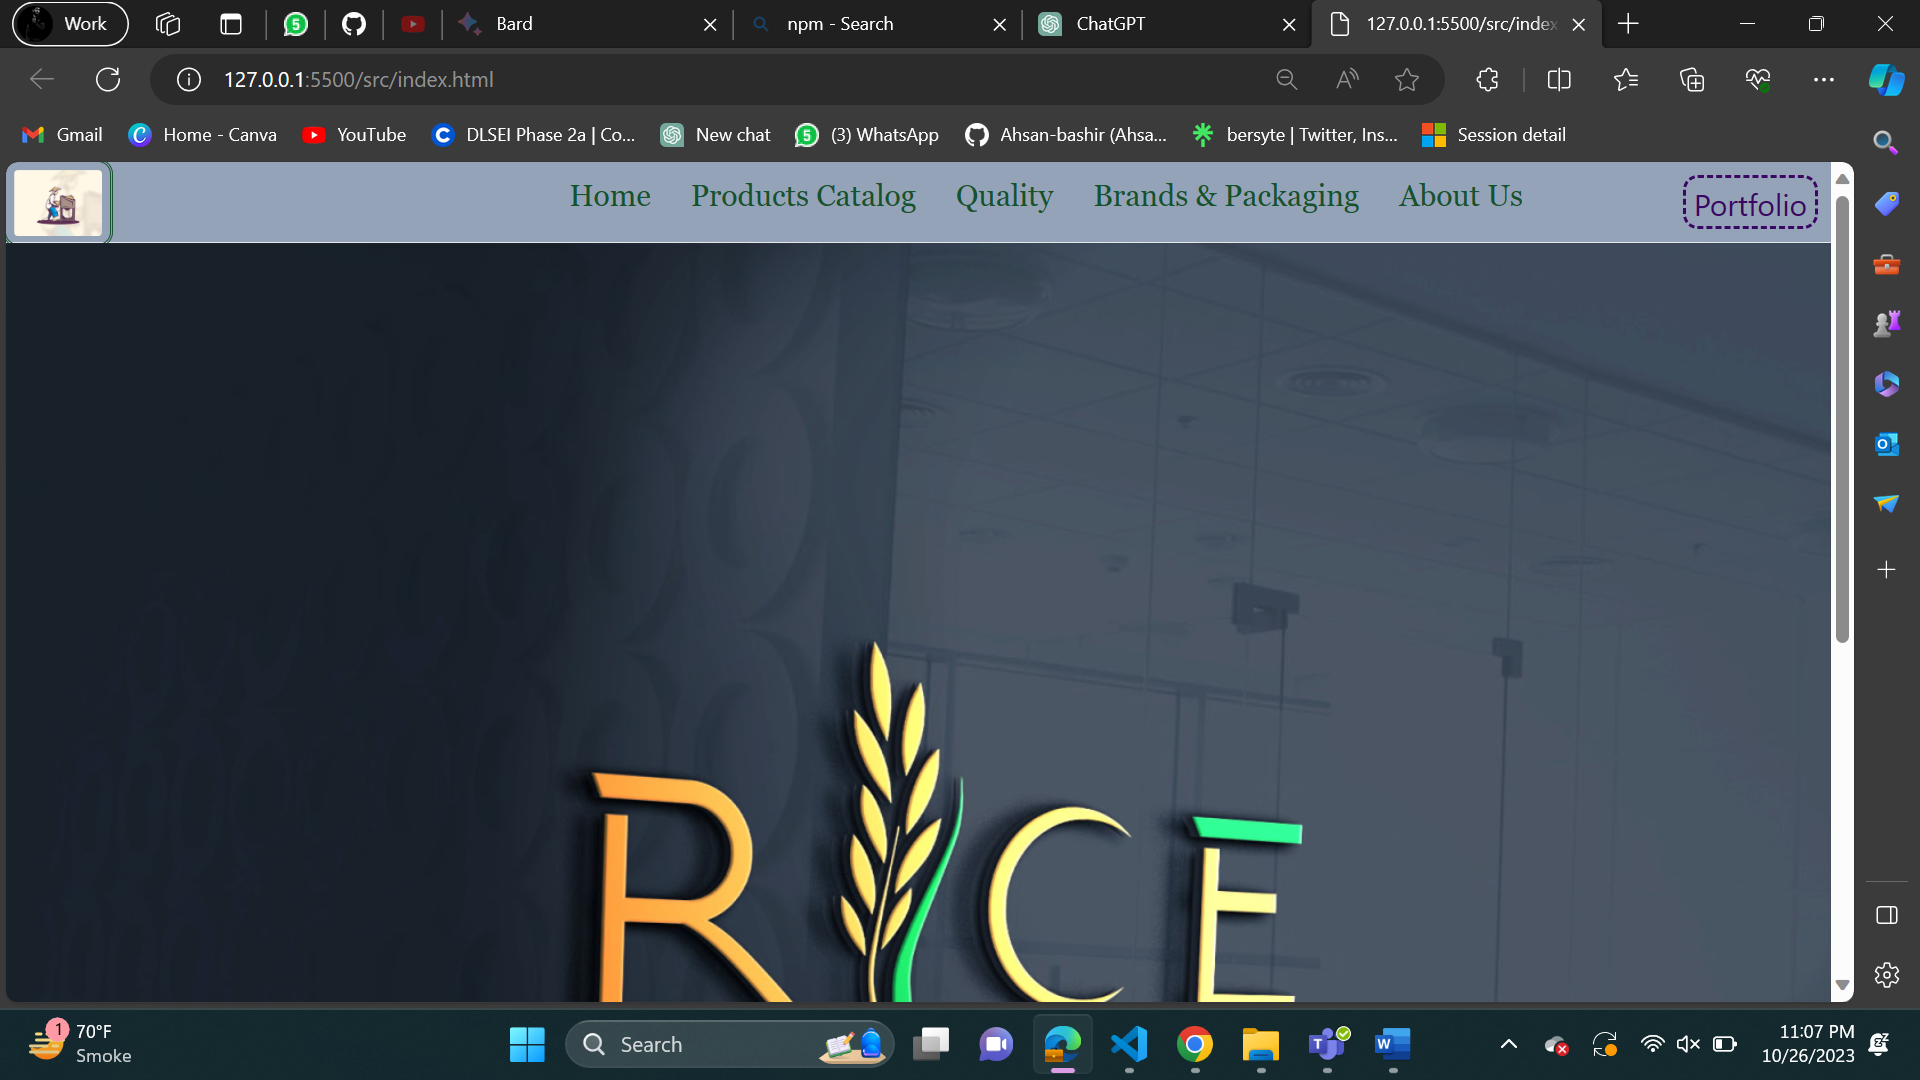 Work
Bard
npm - Search
ChatGPT
127.0.0.1:5500/src/index
127.0.0.1:5500/src/index.html
Gmail
Home - Canva
YouTube
DLSEI Phase 2a | Co...
New chat
(3) WhatsApp
Ahsan-bashir (Ahsa...
bersyte | Twitter, Ins...
Session detail
Home
Products Catalog
Quality
Brands & Packaging
About Us
Portfolio
RICE
1
70°F
Smoke
Search
11:07 PM
10/26/2023